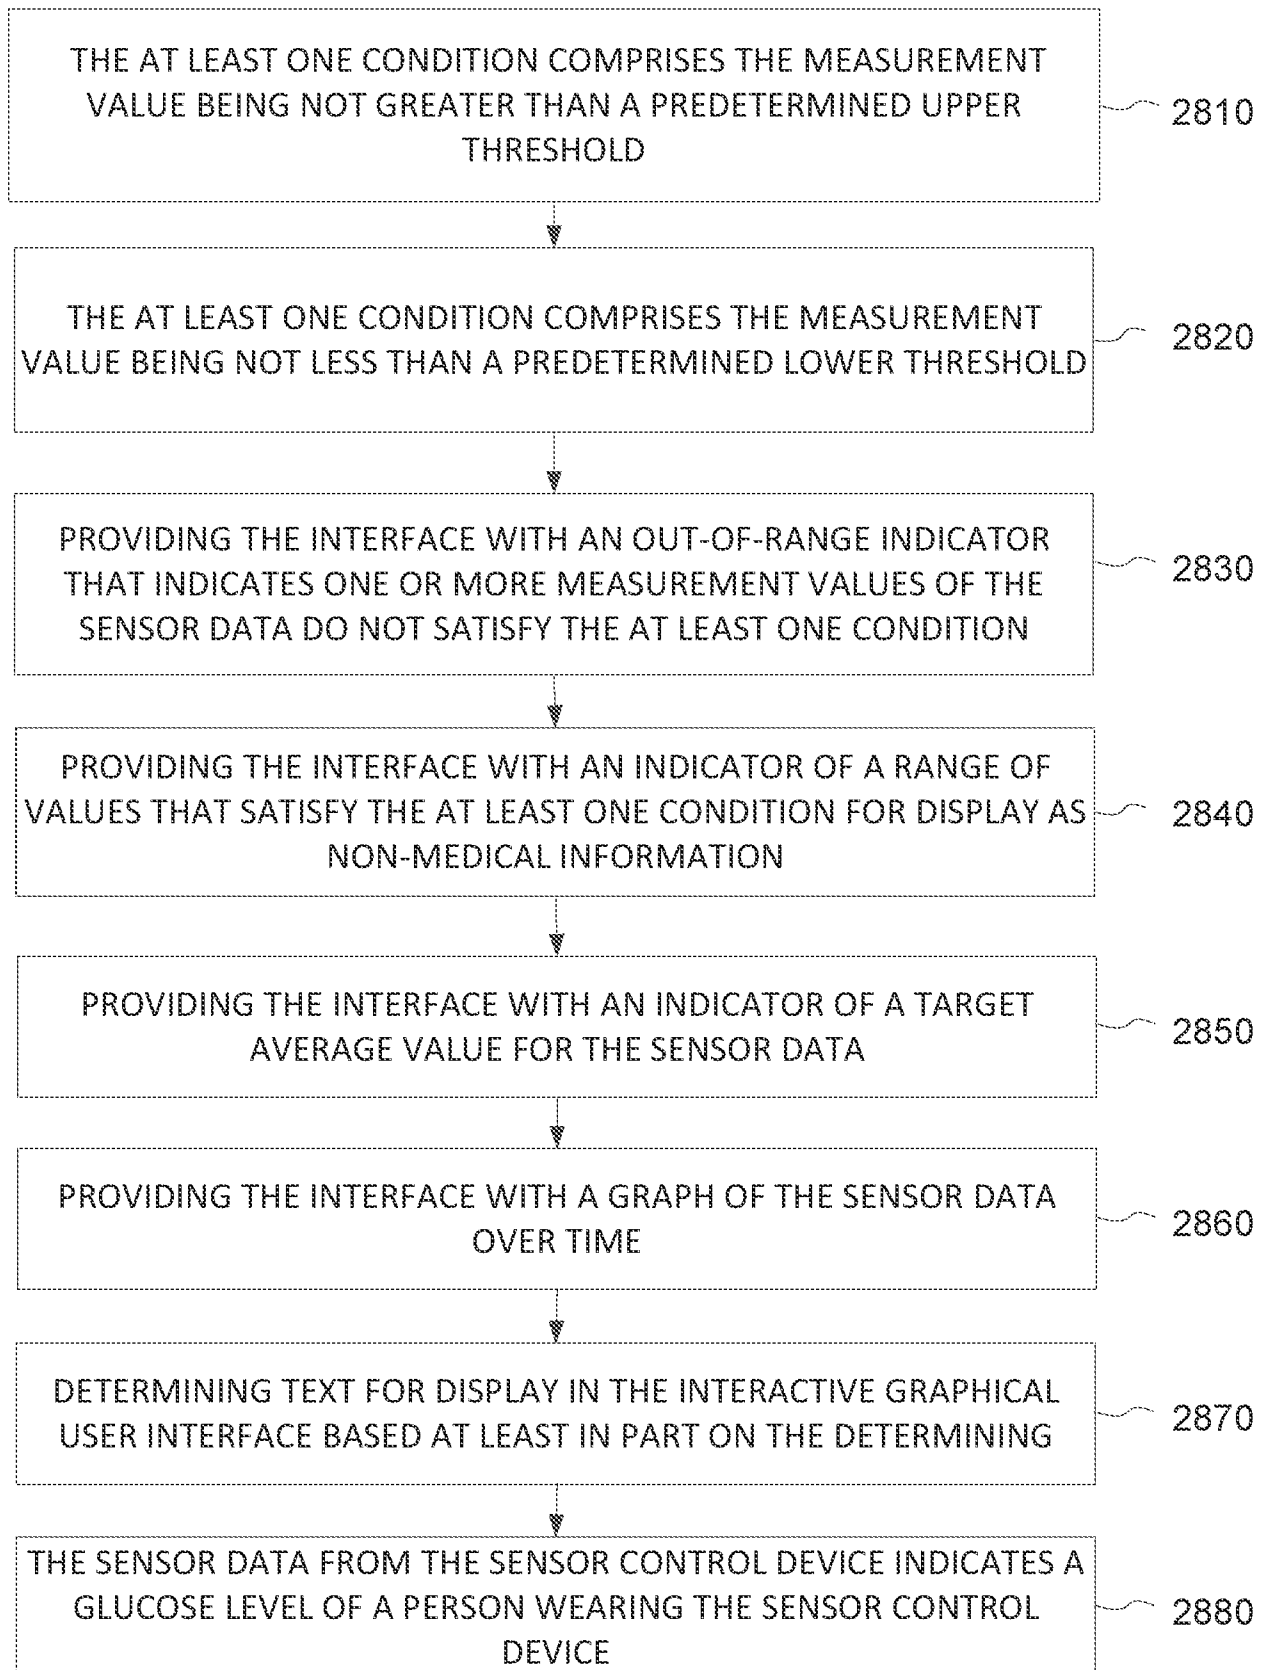 THE AT LEAST ONE CONDITION COMPRISES THE MEASUREMENT
VALUE BEING NOT GREATER THAN A PREDETERMINED UPPER
THRESHOLD
2810
THE AT LEAST ONE CONDITION COMPRISES THE MEASUREMENT
VALUE BEING NOT LESS THAN A PREDETERMINED LOWER THRESHOLD
2820
PROVIDING THE INTERFACE WITH AN OUT-OF-RANGE INDICATOR
THAT INDICATES ONE OR MORE MEASUREMENT VALUES OF THE
SENSOR DATA DO NOT SATISFY THE AT LEAST ONE CONDITION
2830
PROVIDING THE INTERFACE WITH AN INDICATOR OF A RANGE OF
VALUES THAT SATISFY THE AT LEAST ONE CONDITION FOR DISPLAY AS
NON-MEDICAL INFORMATION
2840
PROVIDING THE INTERFACE WITH AN INDICATOR OF A TARGET
AVERAGE VALUE FOR THE SENSOR DATA
2850
PROVIDING THE INTERFACE WITH A GRAPH OF THE SENSOR DATA
OVER TIME
2860
DETERMINING TEXT FOR DISPLAY IN THE INTERACTIVE GRAPHICAL
USER INTERFACE BASED AT LEAST IN PART ON THE DETERMINING
2870
THE SENSOR DATA FROM THE SENSOR CONTROL DEVICE INDICATES A
GLUCOSE LEVEL OF A PERSON WEARING THE SENSOR CONTROL
DEVICE
2880